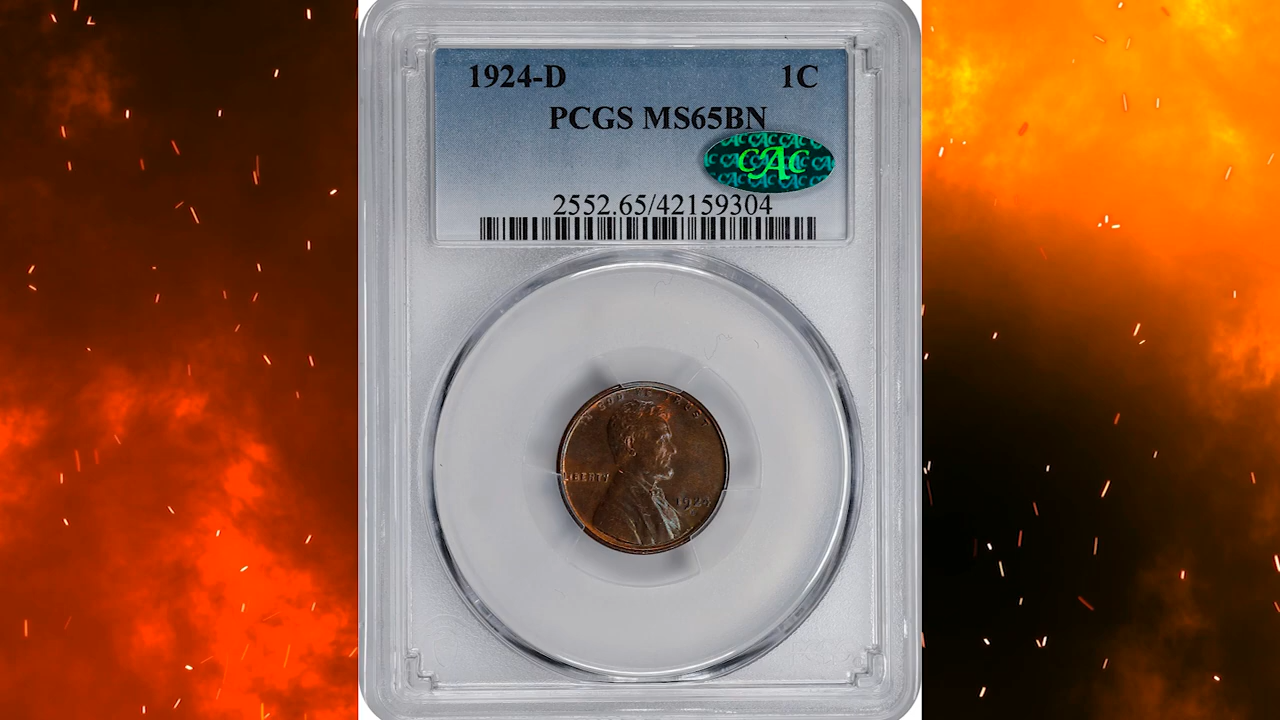 1924-D 1C
PCGS MS65BN
CAC
2552.65/42159304
IN GOD WE TRUST
LIBERTY
1924